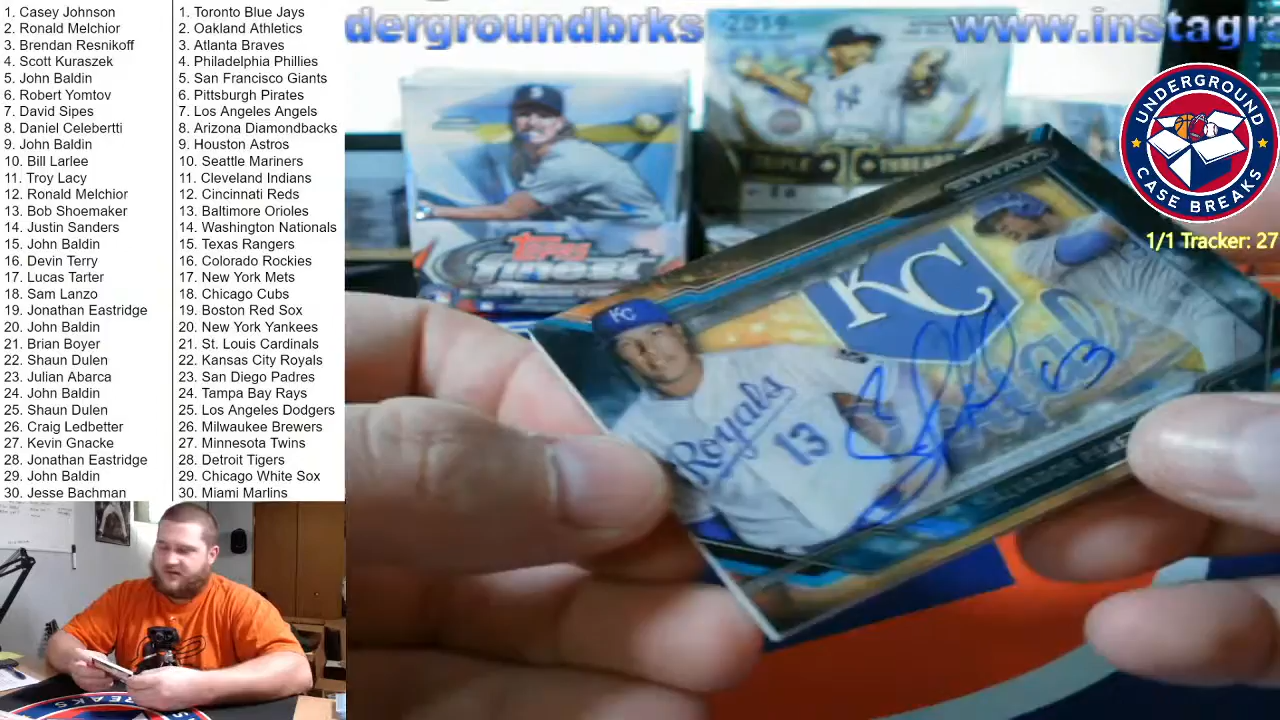 1. Casey Johnson
2. Ronald Melchior
3. Brendan Resnikoff
4. Scott Kuraszek
5. John Baldin
6. Robert Yomtov
7. David Sipes
8. Daniel Celebertti
9. John Baldin
10. Bill Larlee
11. Troy Lacy
12. Ronald Melchior
13. Bob Shoemaker
14. Justin Sanders
15. John Baldin
16. Devin Terry
17. Lucas Tarter
18. Sam Lanzo
19. Jonathan Eastridge
20. John Baldin
21. Brian Boyer
22. Shaun Dulen
23. Julian Abarca
24. John Baldin
25. Shaun Dulen
26. Craig Ledbetter
27. Kevin Gnacke
28. Jonathan Eastridge
29. John Baldin
30. Jesse Bachman
1. Toronto Blue Jays
2. Oakland Athletics
3. Atlanta Braves
4. Philadelphia Phillies
5. San Francisco Giants
6. Pittsburgh Pirates
7. Los Angeles Angels
8. Arizona Diamondbacks
9. Houston Astros
10. Seattle Mariners
11. Cleveland Indians
12. Cincinnati Reds
13. Baltimore Orioles
14. Washington Nationals
15. Texas Rangers
16. Colorado Rockies
17. New York Mets
18. Chicago Cubs
19. Boston Red Sox
20. New York Yankees
21. St. Louis Cardinals
22. Kansas City Royals
23. San Diego Padres
24. Tampa Bay Rays
25. Los Angeles Dodgers
26. Milwaukee Brewers
27. Minnesota Twins
28. Detroit Tigers
29. Chicago White Sox
30. Miami Marlins
dergroundbrks www.instagra
2019
TRIPLE THREADS
topps
finest
UNDERGROUND
CASE BREAKS
1/1 Tracker: 27
STRATA
KC
KC
Royals
13